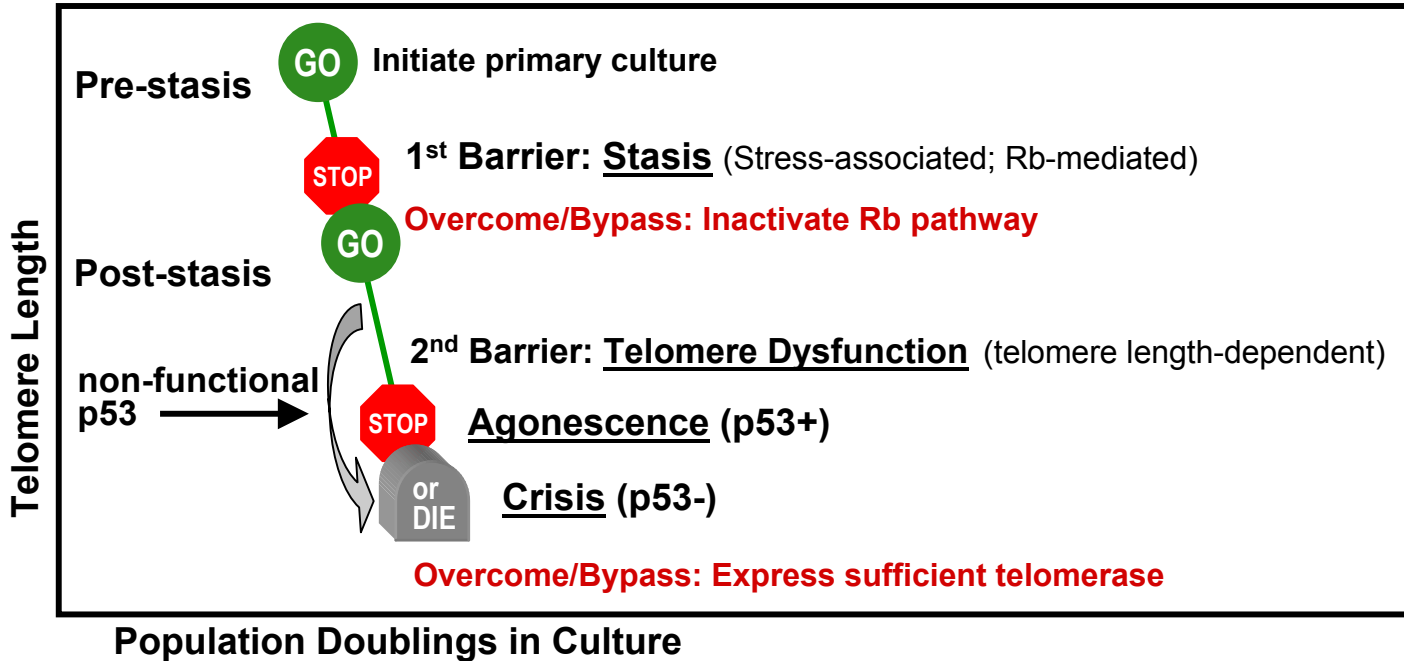 GO Initiate primary culture
Pre-stasis
STOP
1st Barrier: Stasis (Stress-associated; Rb-mediated)
Overcome/Bypass: Inactivate Rb pathway
GO
Post-stasis
2nd Barrier: Telomere Dysfunction (telomere length-dependent)
non-functional
p53
STOP
Agonescence (p53+)
or
DIE
Crisis (p53-)
Overcome/Bypass: Express sufficient telomerase
Telomere Length
Population Doublings in Culture